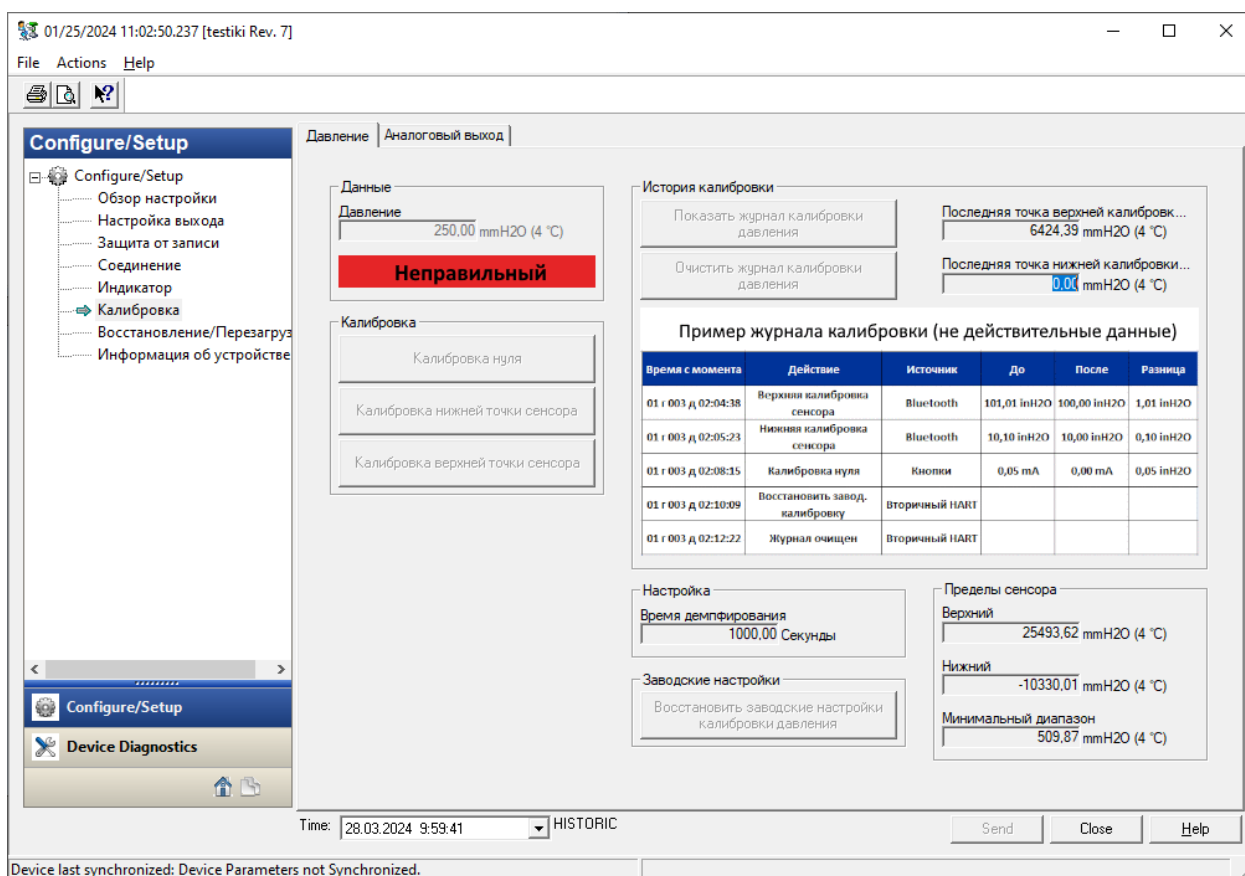 01/25/2024 11:02:50.237 [testiki Rev. 7]
File Actions Help
Configure/Setup
Configure/Setup
Обзор настройки
Настройка выхода
Защита от записи
Соединение
Индикатор
Калибровка
Восстановление/Перезагруз
Информация об устройстве
Configure/Setup
Device Diagnostics
Давление
Аналоговый выход
Данные
Давление
250,00 mmH2O (4 °C)
Неправильный
Калибровка
Калибровка нуля
Калибровка нижней точки сенсора
Калибровка верхней точки сенсора
История калибровки
Показать журнал калибровки
давления
Очистить журнал калибровки
давления
Последняя точка верхней калибровк...
6424,39 mmH2O (4 °C)
Последняя точка нижней калибровки...
0,00 mmH2O (4 °C)
Пример журнала калибровки (не действительные данные)
Время с момента Действие Источник До После Разница
01 г 003 д 02:04:38 Верхняя калибровка сенсора Bluetooth 101,01 inH2O 100,00 inH2O 1,01 inH2O
01 г 003 д 02:05:23 Нижняя калибровка сенсора Bluetooth 10,10 inH2O 10,00 inH2O 0,10 inH2O
01 г 003 д 02:08:15 Калибровка нуля Кнопки 0,05 mA 0,00 mA 0,05 inH2O
01 г 003 д 02:10:09 Восстановить завод. калибровку Вторичный HART
01 г 003 д 02:12:22 Журнал очищен Вторичный HART
Настройка
Время демпфирования
1000,00 Секунды
Заводские настройки
Восстановить заводские настройки
калибровки давления
Пределы сенсора
Верхний
25493,62 mmH2O (4 °C)
Нижний
-10330,01 mmH2O (4 °C)
Минимальный диапазон
509,87 mmH2O (4 °C)
Time: 28.03.2024 9:59:41 HISTORIC
Send Close Help
Device last synchronized: Device Parameters not Synchronized.